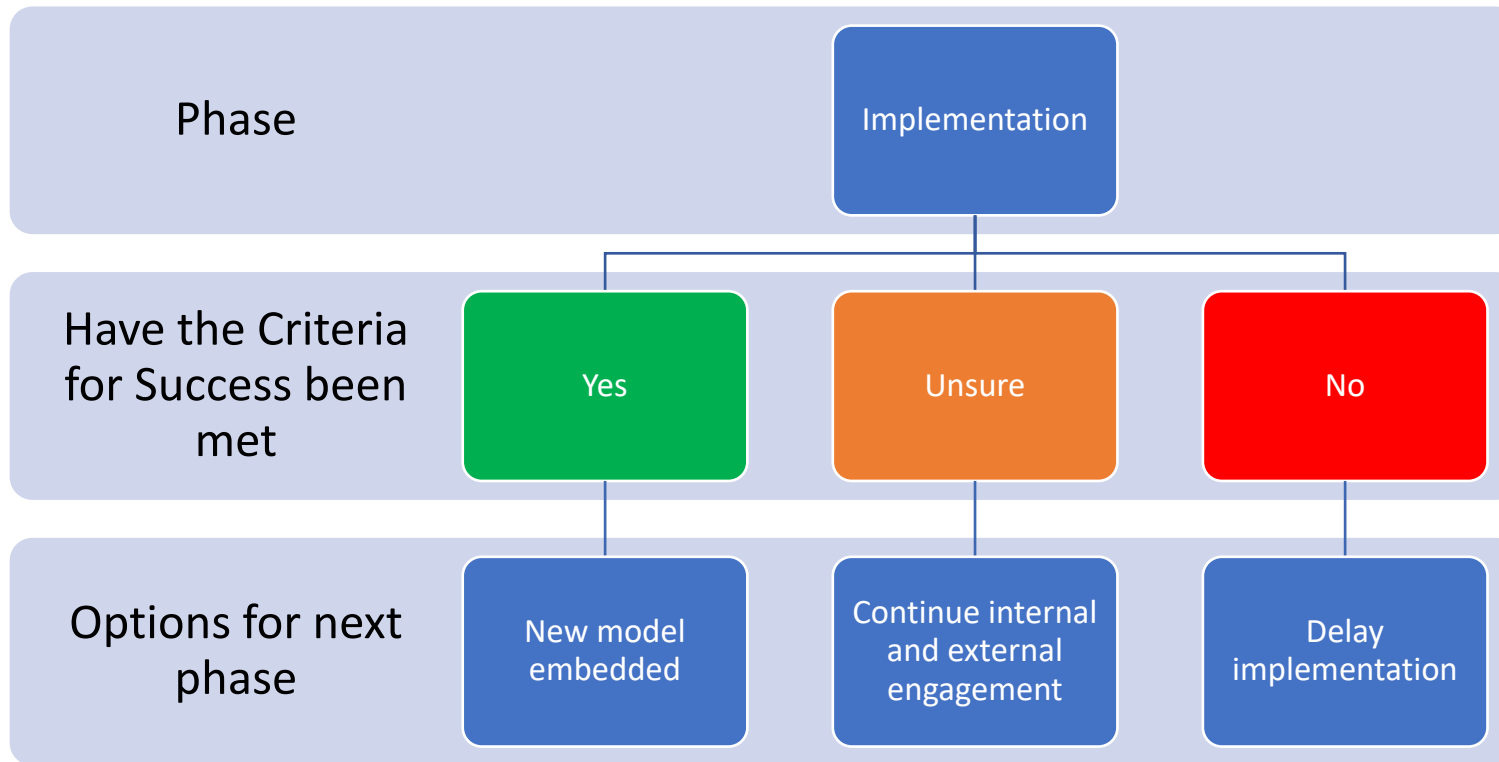 Phase
Implementation
Have the Criteria
for Success been
met
Yes
Unsure
No
Options for next
phase
New model
embedded
Continue internal
and external
engagement
Delay
implementation